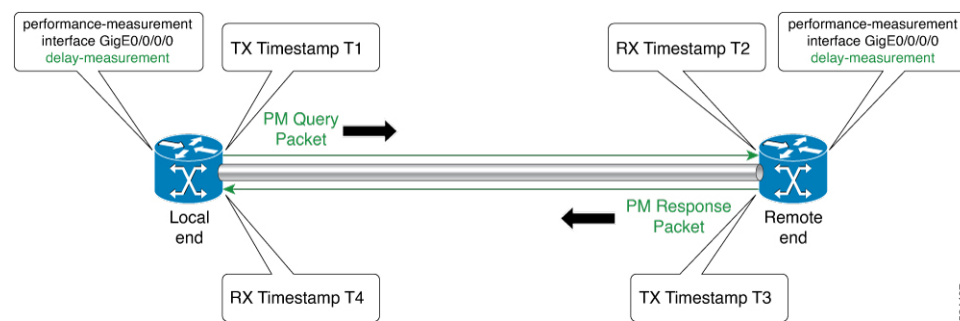 performance-measurement
interface GigE0/0/0/0
delay-measurement
TX Timestamp T1
RX Timestamp T2
performance-measurement
interface GigE0/0/0/0
delay-measurement
PM Query
Packet
Local
end
PM Response
Packet
Remote
end
RX Timestamp T4
TX Timestamp T3